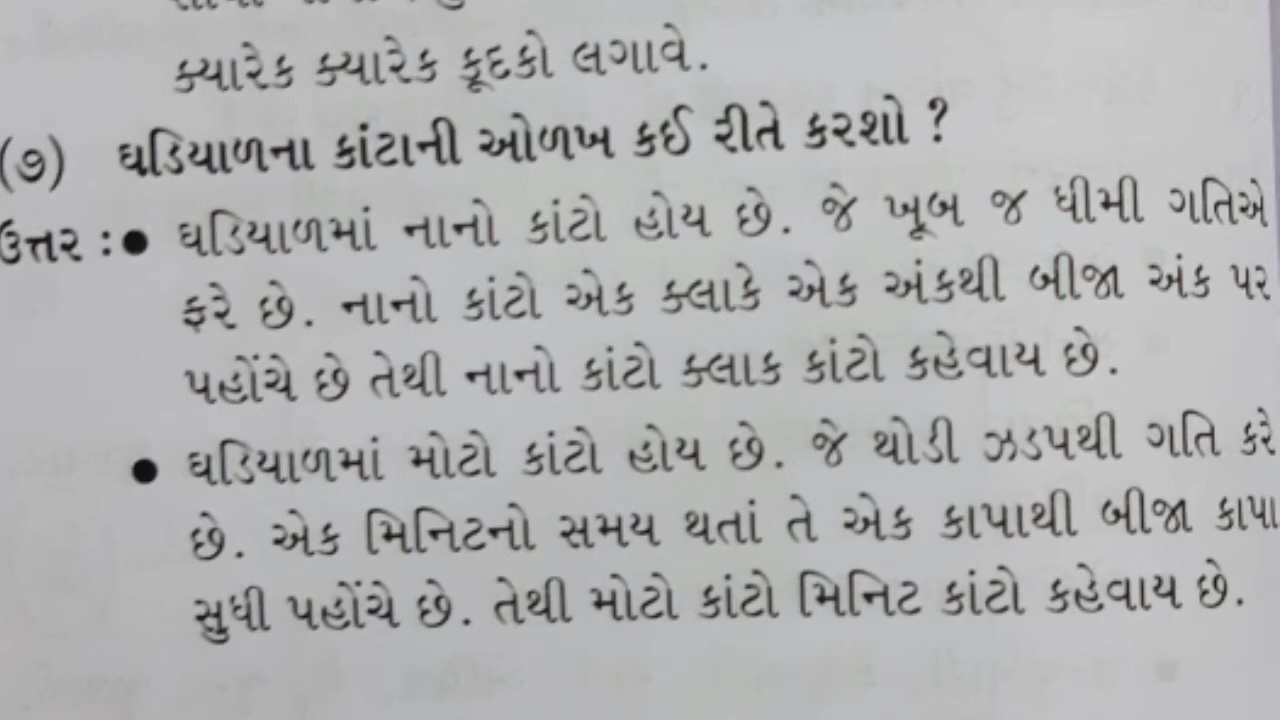 ક્યારેક ક્યારેક કૂદકો લગાવે.
(૭) ઘડિયાળના કાંટાની ઓળખ કઈ રીતે કરશો ?
ઉત્તર : ● ઘડિયાળમાં નાનો કાંટો હોય છે. જે ખૂબ જ ધીમી ગતિએ
ફરે છે. નાનો કાંટો એક ક્લાકે એક અંકથી બીજા અંક પર
પહોંચે છે તેથી નાનો કાંટો ક્લાક કાંટો કહેવાય છે.
● ઘડિયાળમાં મોટો કાંટો હોય છે. જે થોડી ઝડપથી ગતિ કરે
છે. એક મિનિટનો સમય થતાં તે એક કાપાથી બીજા કાપા
સુધી પહોંચે છે. તેથી મોટો કાંટો મિનિટ કાંટો કહેવાય છે.